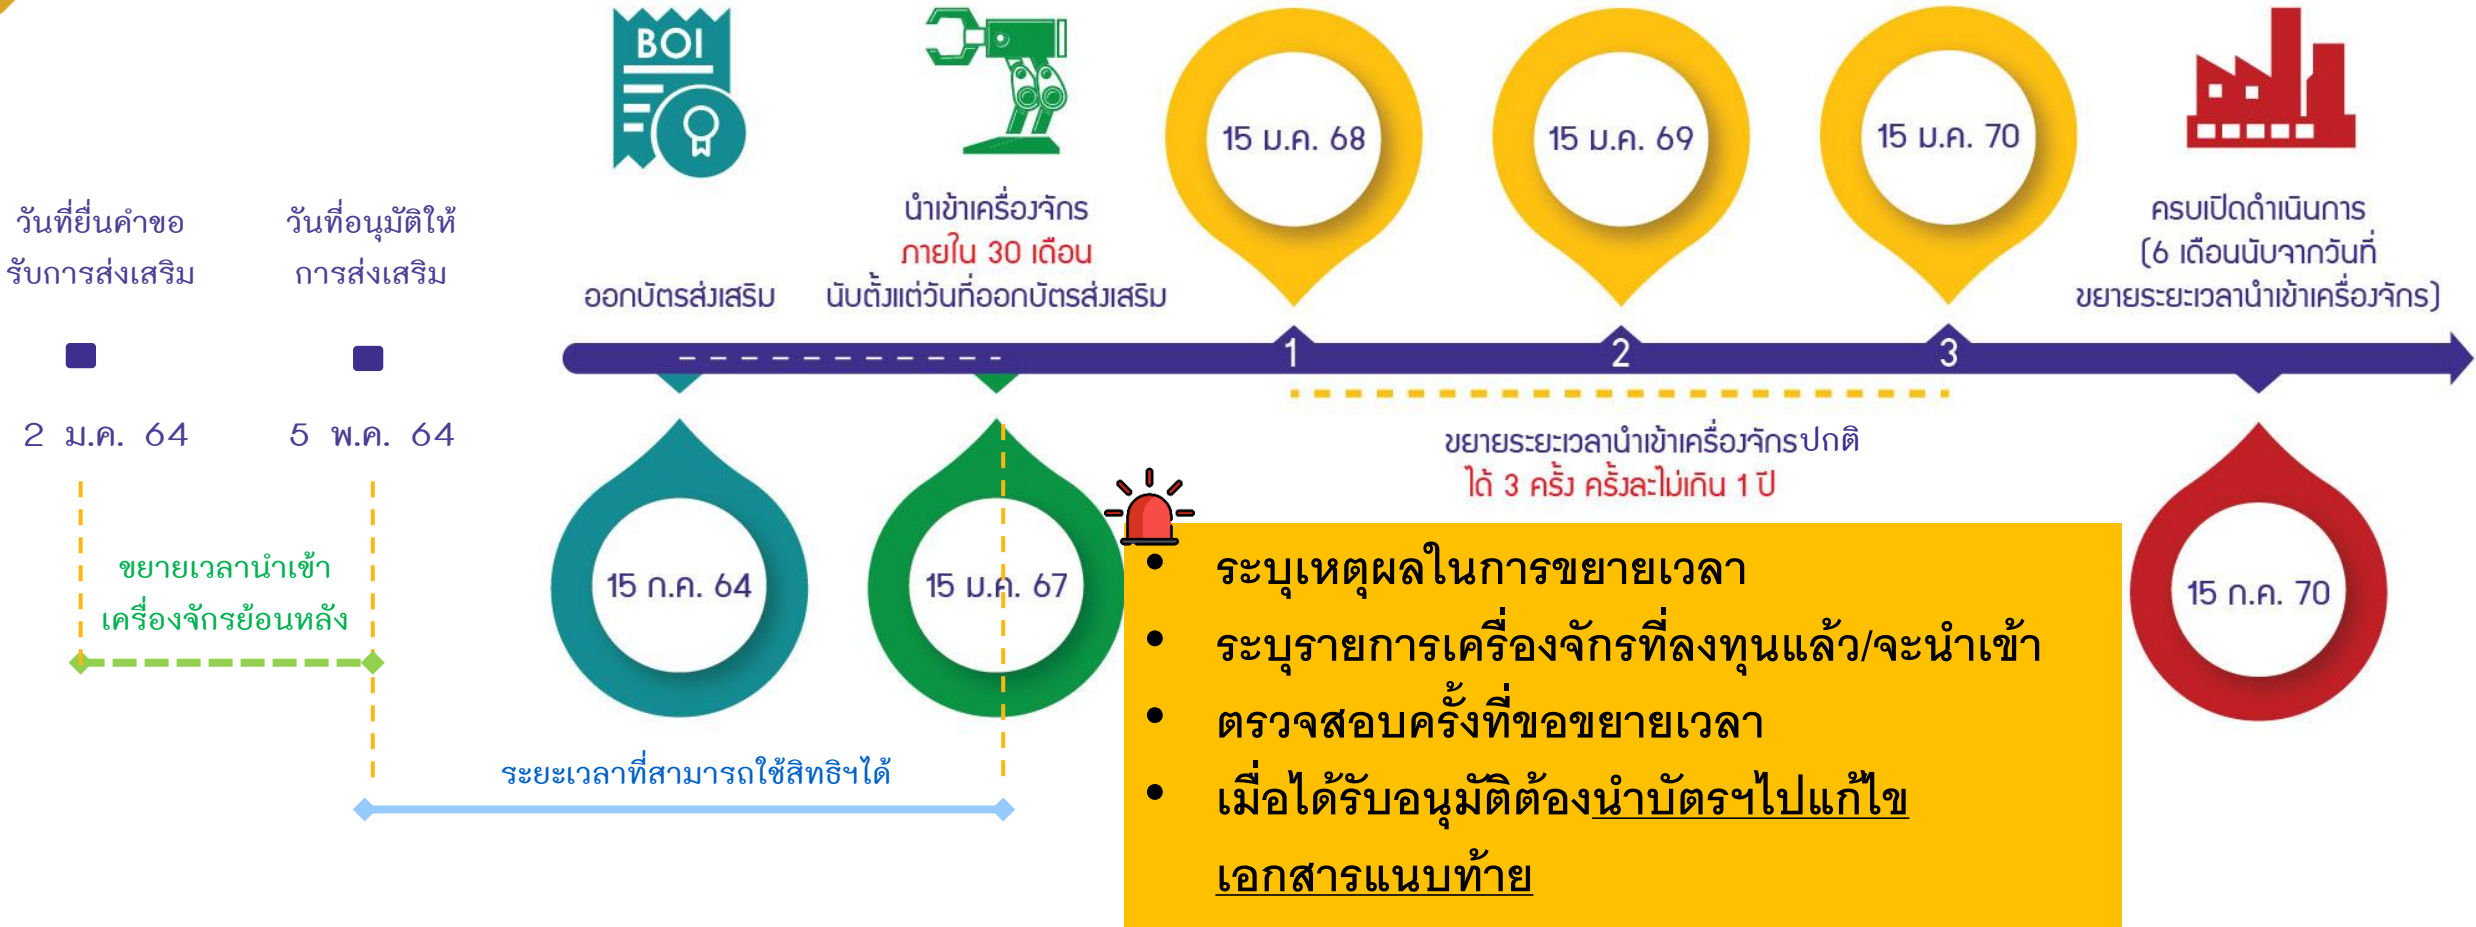 BOI
15 ม.ค. 68
15 ม.ค. 69
15 ม.ค. 70
วันที่ยื่นคำขอ
รับการส่งเสริม
วันที่อนุมัติให้
การส่งเสริม
ออกบัตรส่งเสริม
นำเข้าเครื่องจักร
ภายใน 30 เดือน
นับตั้งแต่วันที่ออกบัตรส่งเสริม
ครบเปิดดำเนินการ
(6 เดือนนับจากวันที่
ขยายระยะเวลานำเข้าเครื่องจักร)
1
2
3
2 ม.ค. 64
5 พ.ค. 64
ขยายระยะเวลานำเข้าเครื่องจักรปกติ
ได้ 3 ครั้ง ครั้งละไม่เกิน 1 ปี
ขยายเวลานำเข้า
เครื่องจักรย้อนหลัง
15 ก.ค. 64
15 ม.ค. 67
15 ก.ค. 70
ระยะเวลาที่สามารถใช้สิทธิฯได้
• ระบุเหตุผลในการขยายเวลา
• ระบุรายการเครื่องจักรที่ลงทุนแล้ว/จะนำเข้า
• ตรวจสอบครั้งที่ขอขยายเวลา
• เมื่อได้รับอนุมัติต้องนำบัตรฯไปแก้ไข
เอกสารแนบท้าย